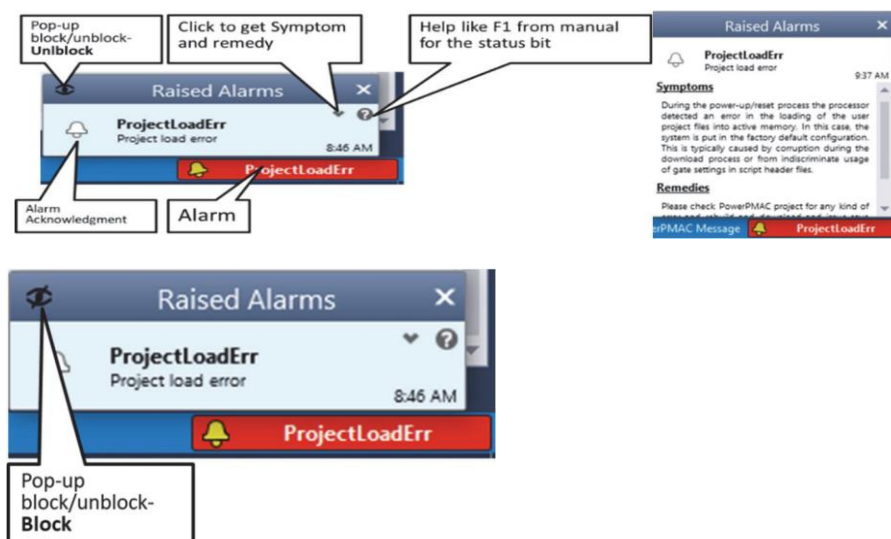 Pop-up
block/unblock-
Unlblock
Click to get Symptom
and remedy
Help like F1 from manual
for the status bit
Raised Alarms
ProjectLoadErr
Project load error
8:46 AM
ProjectLoadErr
Alarm
Acknowledgment
Alarm
Raised Alarms
ProjectLoadErr
Project load error
9:37 AM
Symptoms
During the power-up/reset process the processor
detected an error in the loading of the user
project files into active memory. In this case, the
system is put in the factory default configuration.
This is typically caused by corruption during the
download process or from indiscriminate usage
of gate settings in script header files.
Remedies
Please check PowerPMAC project for any kind of
erPMAC Message
ProjectLoadErr
Raised Alarms
ProjectLoadErr
Project load error
8:46 AM
ProjectLoadErr
Pop-up
block/unblock-
Block